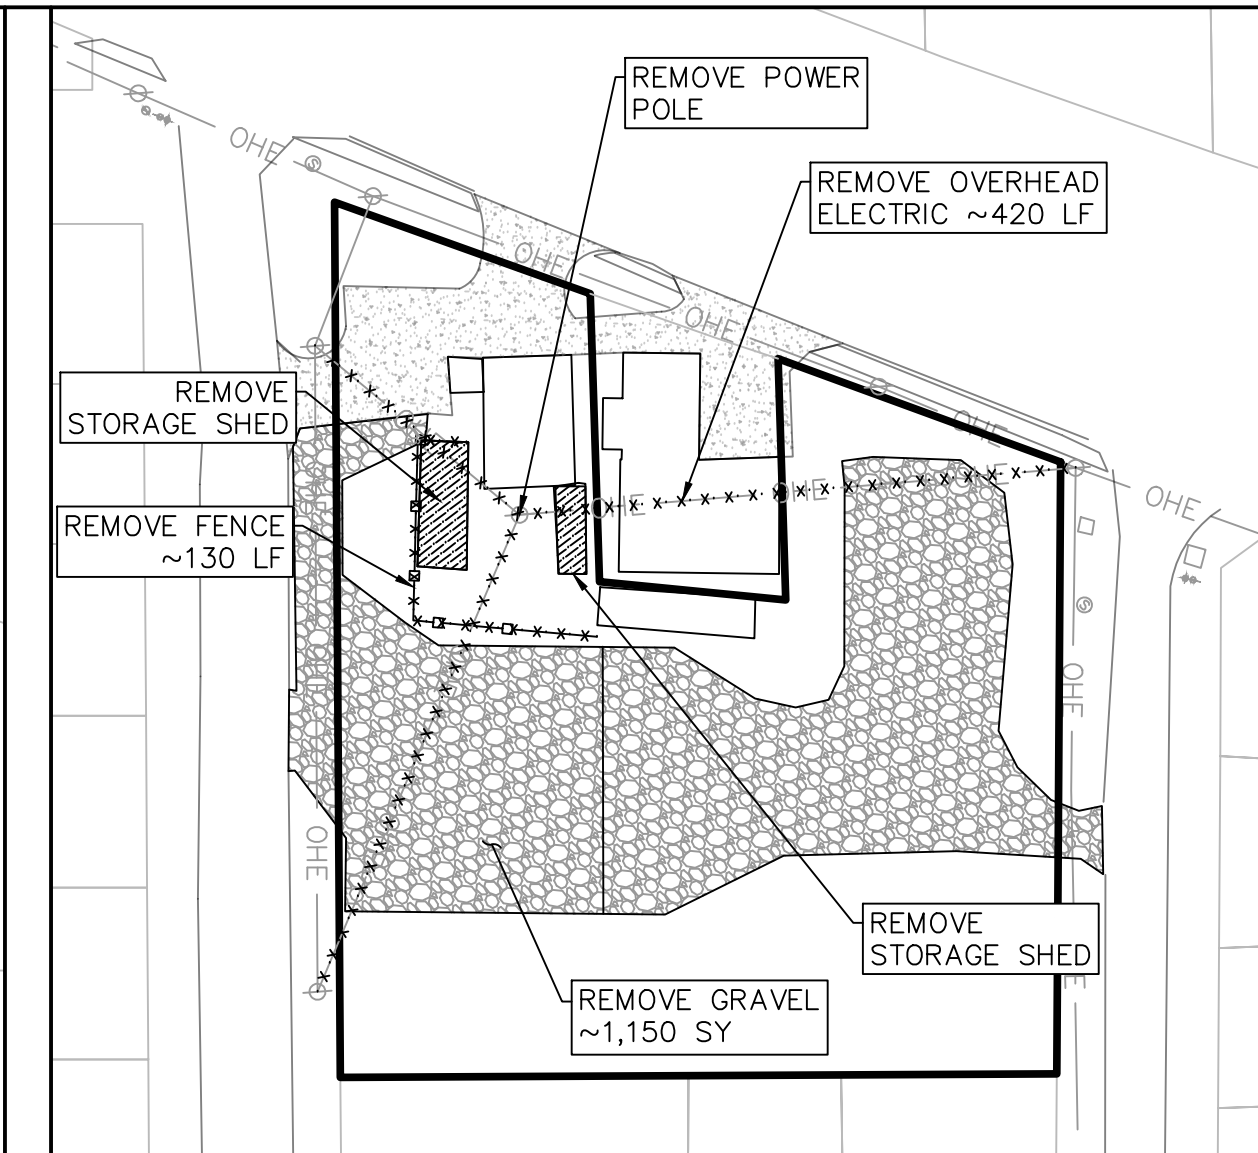 REMOVE POWER
POLE
OHE
REMOVE OVERHEAD
ELECTRIC ~420 LF
S
OHE
OHE
REMOVE
STORAGE SHED
OHE
OHE
OHE
OHE
REMOVE FENCE
~130 LF
S
OHE
OHE
REMOVE
STORAGE SHED
REMOVE GRAVEL
~1,150 SY